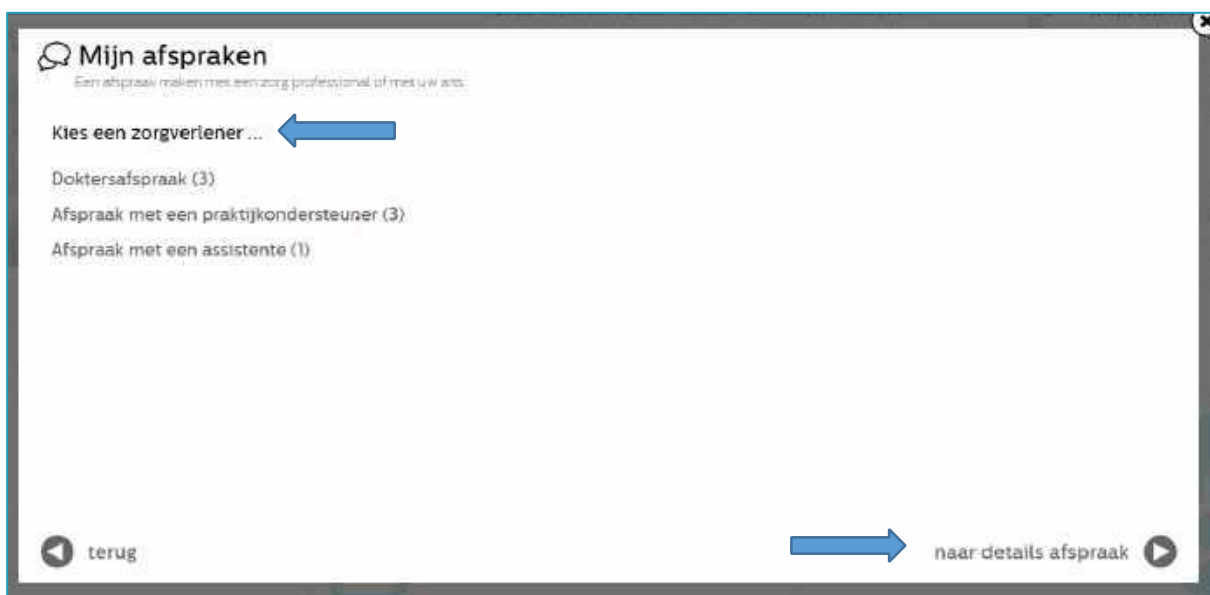 Mijn afspraken
Een afspraak maken met een zorg professional of met uw arts
Kies een zorgverlener ...
Doktersafspraak (3)
Afspraak met een praktijkondersteuner (3)
Afspraak met een assistente (1)
terug
naar details afspraak